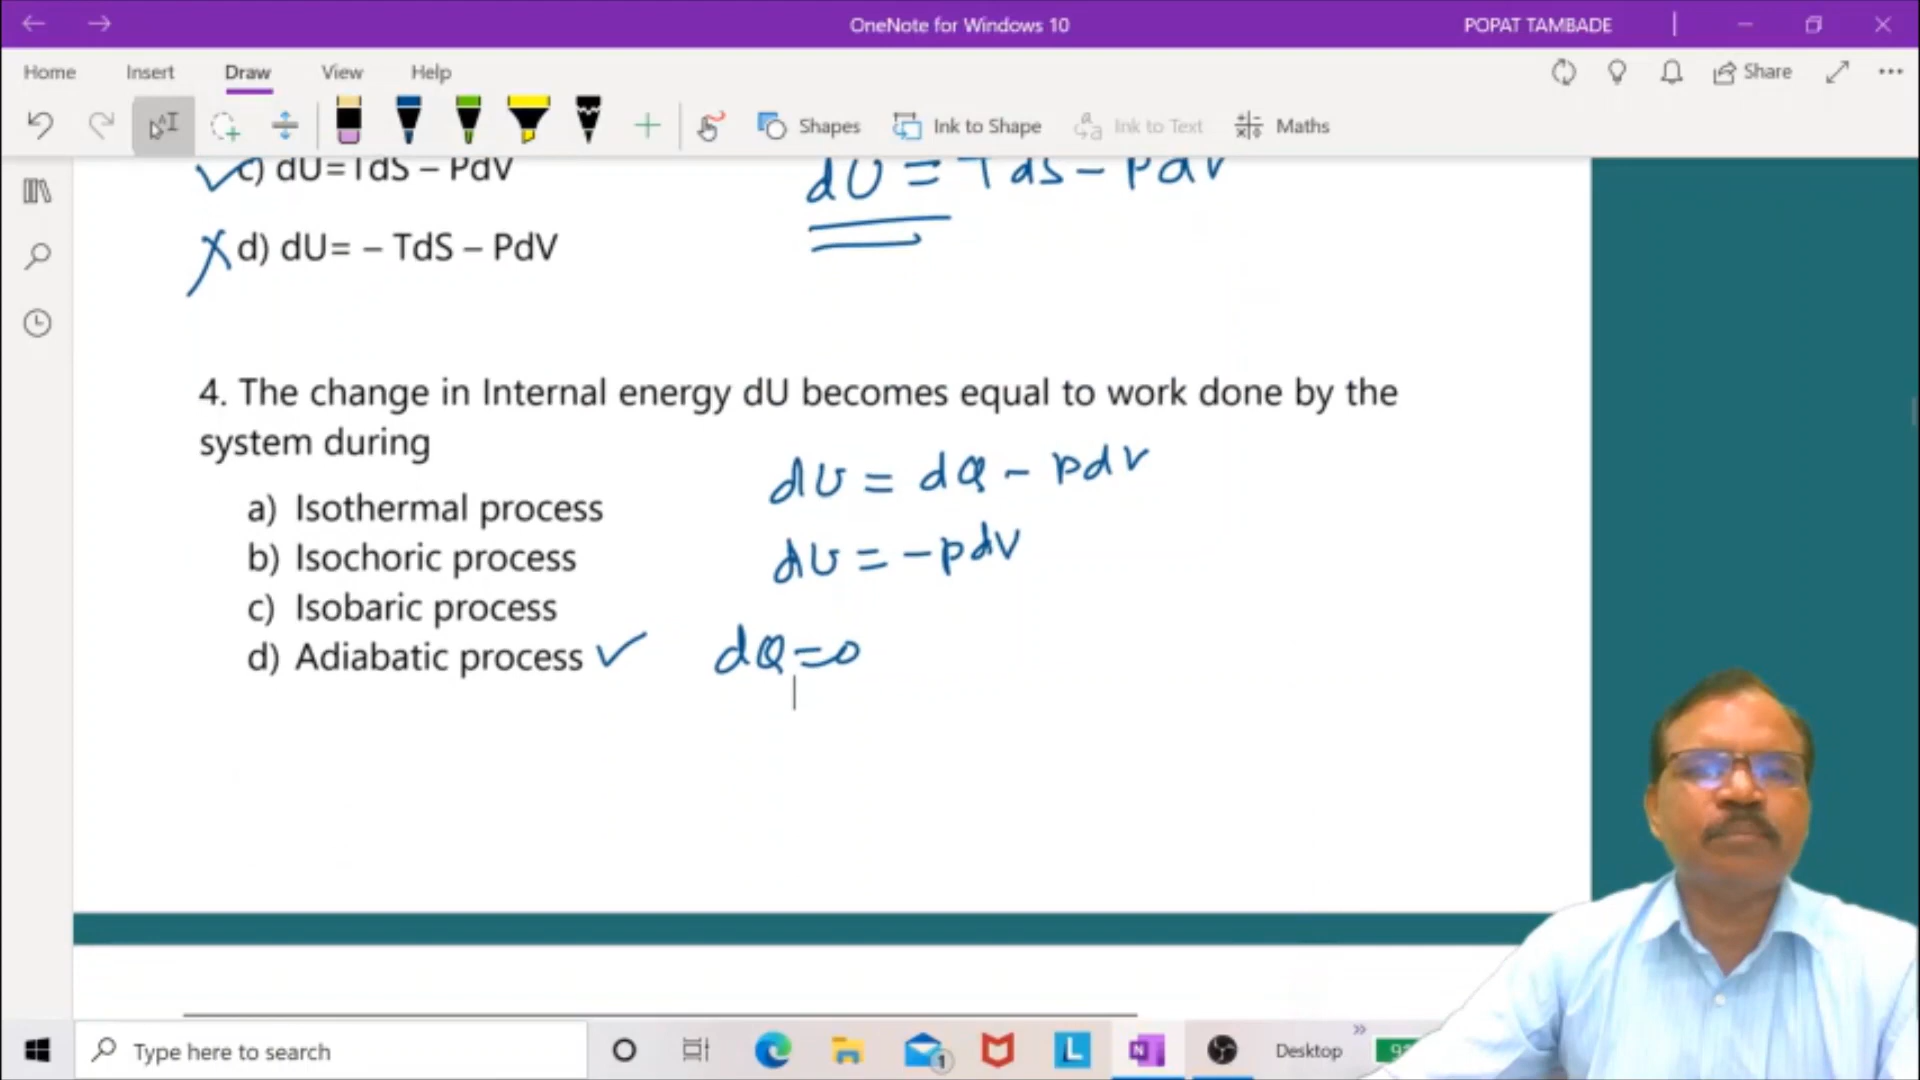 OneNote for Windows 10
POPAT TAMBADE
Home Insert Draw View Help
Share
Shapes Ink to Shape Ink to Text Maths
c) dU=TdS – PdV
dU = TdS - PdV
d) dU= – TdS – PdV
4. The change in Internal energy dU becomes equal to work done by the
system during
dU = dQ - pdv
a) Isothermal process
dU = -pdV
b) Isochoric process
c) Isobaric process
d) Adiabatic process
dQ=0
Type here to search
1
L
N
Desktop